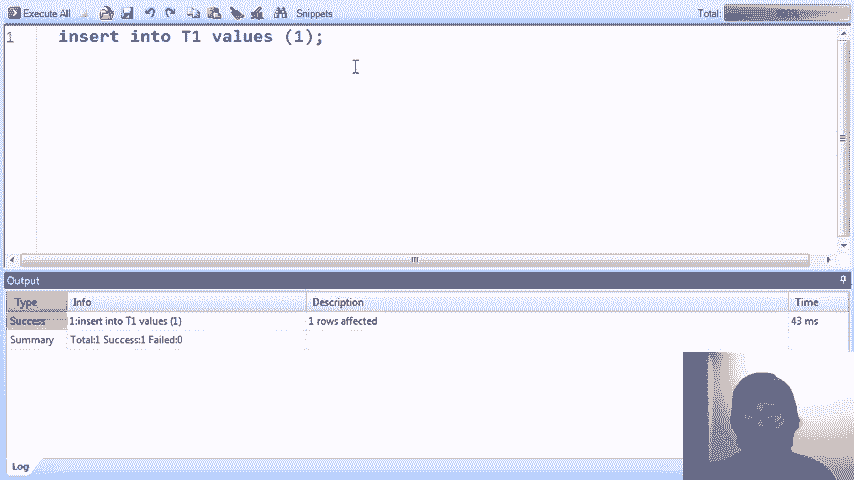 Execute All
Snippets
Total:
1 insert into T1 values (1);
Output
Type Info Description Time
Success 1:insert into T1 values (1) 1 rows affected 43 ms
Summary Total:1 Success:1 Failed:0
Log